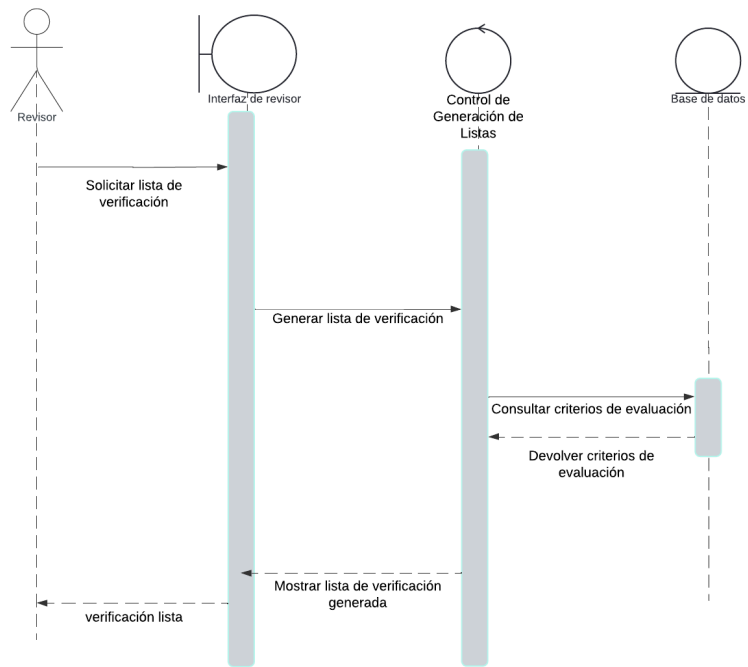 Revisor
Interfaz de revisor
Control de
Generación de
Listas
Base de datos
Solicitar lista de
verificación
Generar lista de verificación
Consultar criterios de evaluación
Devolver criterios de
evaluación
Mostrar lista de verificación
generada
verificación lista